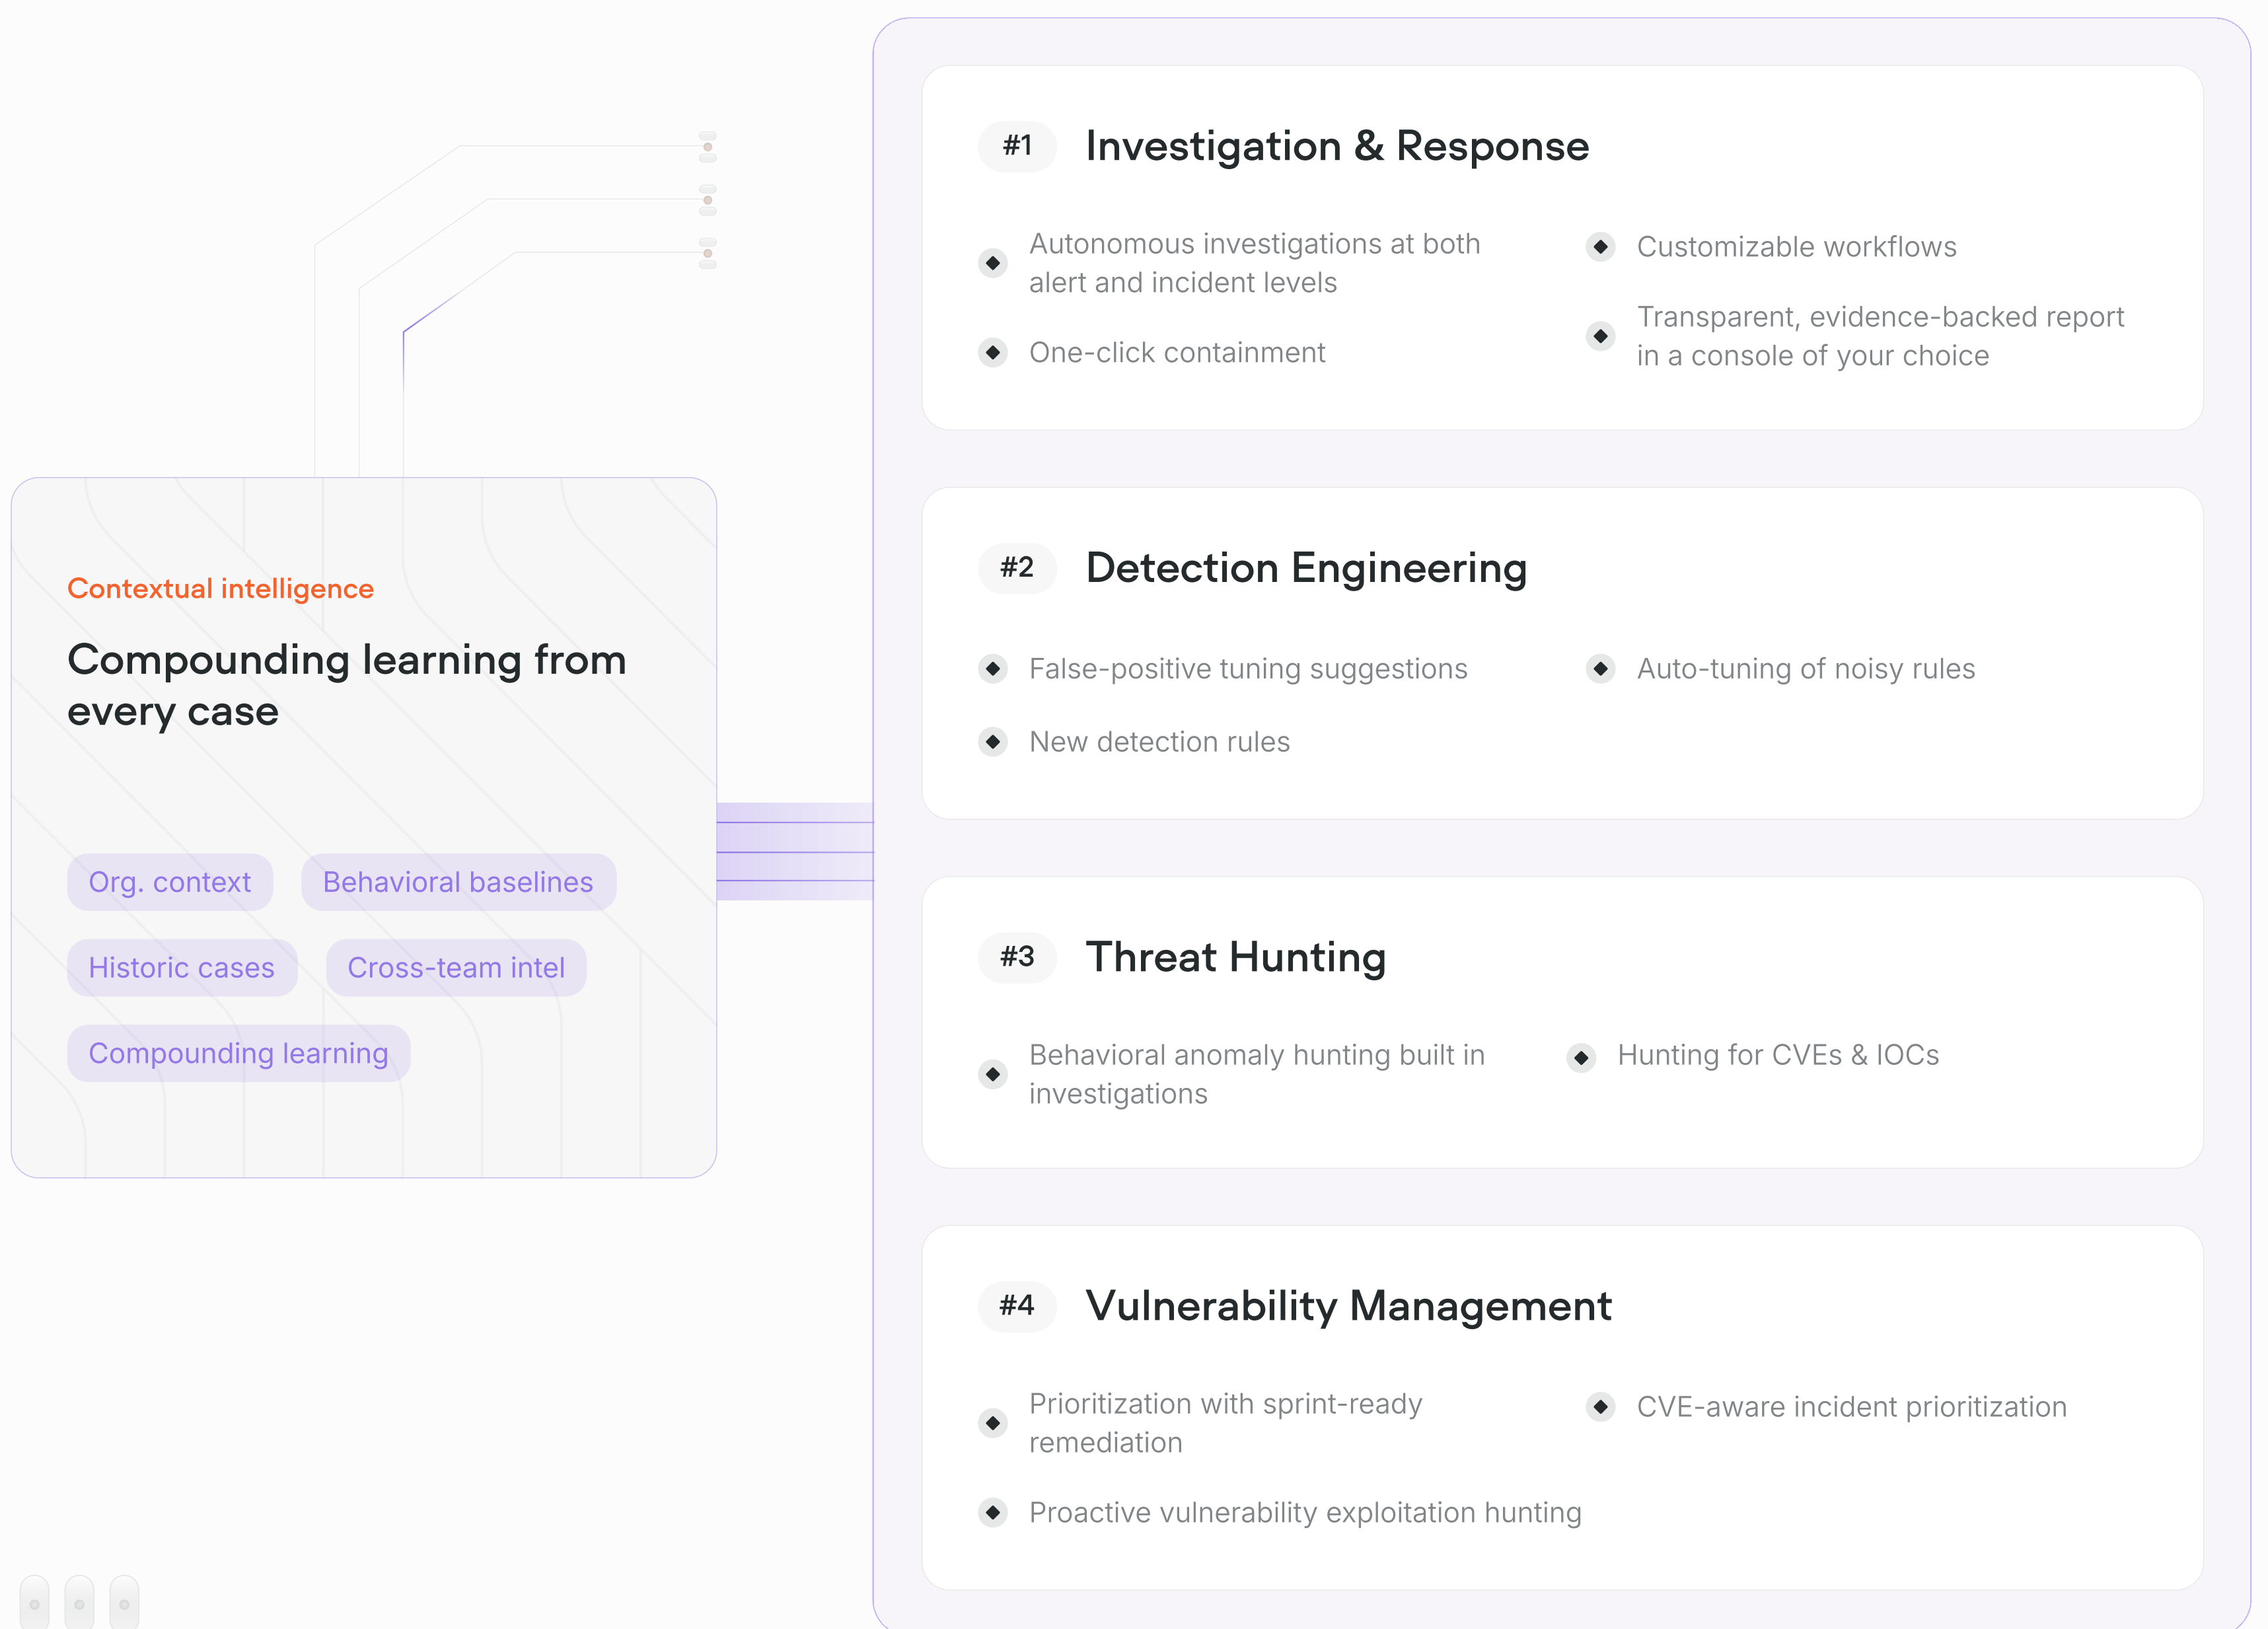 Contextual intelligence
Compounding learning from
every case
Org. context
Behavioral baselines
Historic cases
Cross-team intel
Compounding learning
#1
Investigation & Response
Autonomous investigations at both
alert and incident levels
One-click containment
Customizable workflows
Transparent, evidence-backed report
in a console of your choice
#2
Detection Engineering
False-positive tuning suggestions
New detection rules
Auto-tuning of noisy rules
#3
Threat Hunting
Behavioral anomaly hunting built in
investigations
Hunting for CVEs & IOCs
#4
Vulnerability Management
Prioritization with sprint-ready
remediation
Proactive vulnerability exploitation hunting
CVE-aware incident prioritization